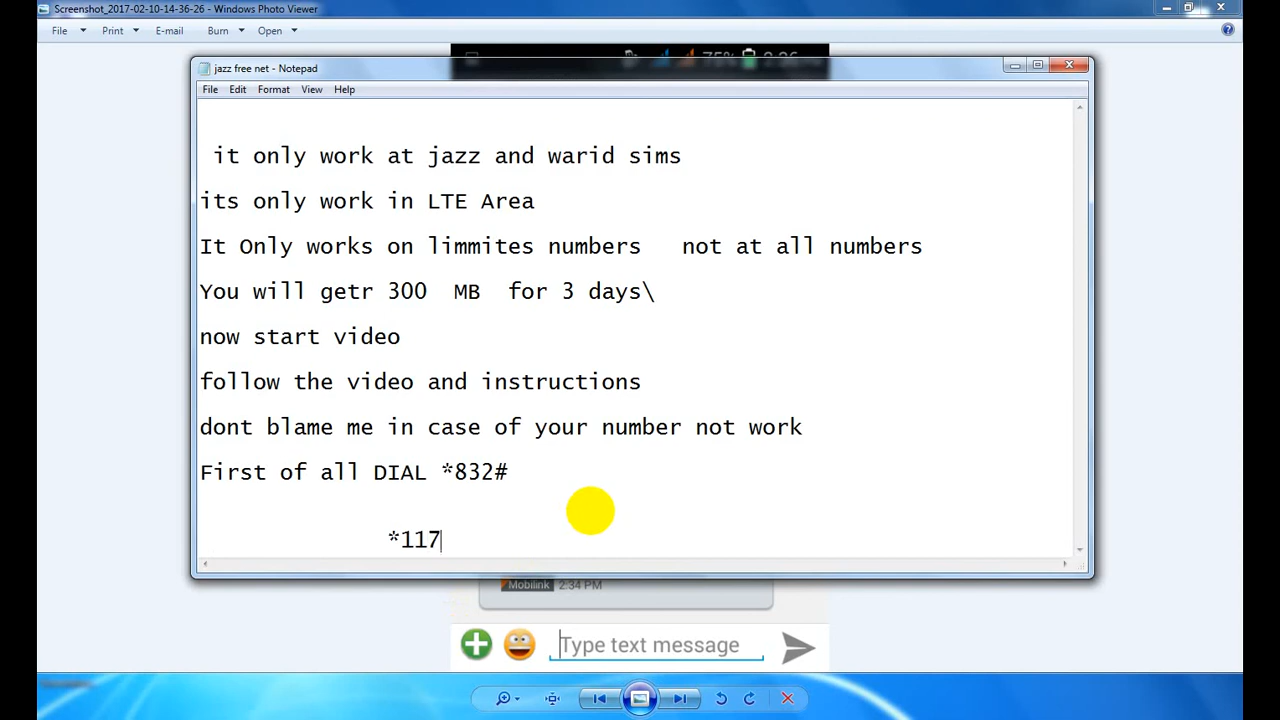 Screenshot_2017-02-10-14-36-26 - Windows Photo Viewer
File Print E-mail Burn Open
75% 2:36
jazz free net - Notepad
File Edit Format View Help
it only work at jazz and warid sims
its only work in LTE Area
It Only works on limmites numbers not at all numbers
You will getr 300 MB for 3 days\
now start video
follow the video and instructions
dont blame me in case of your number not work
First of all DIAL *832#
*117
Mobilink 2:34 PM
Type text message